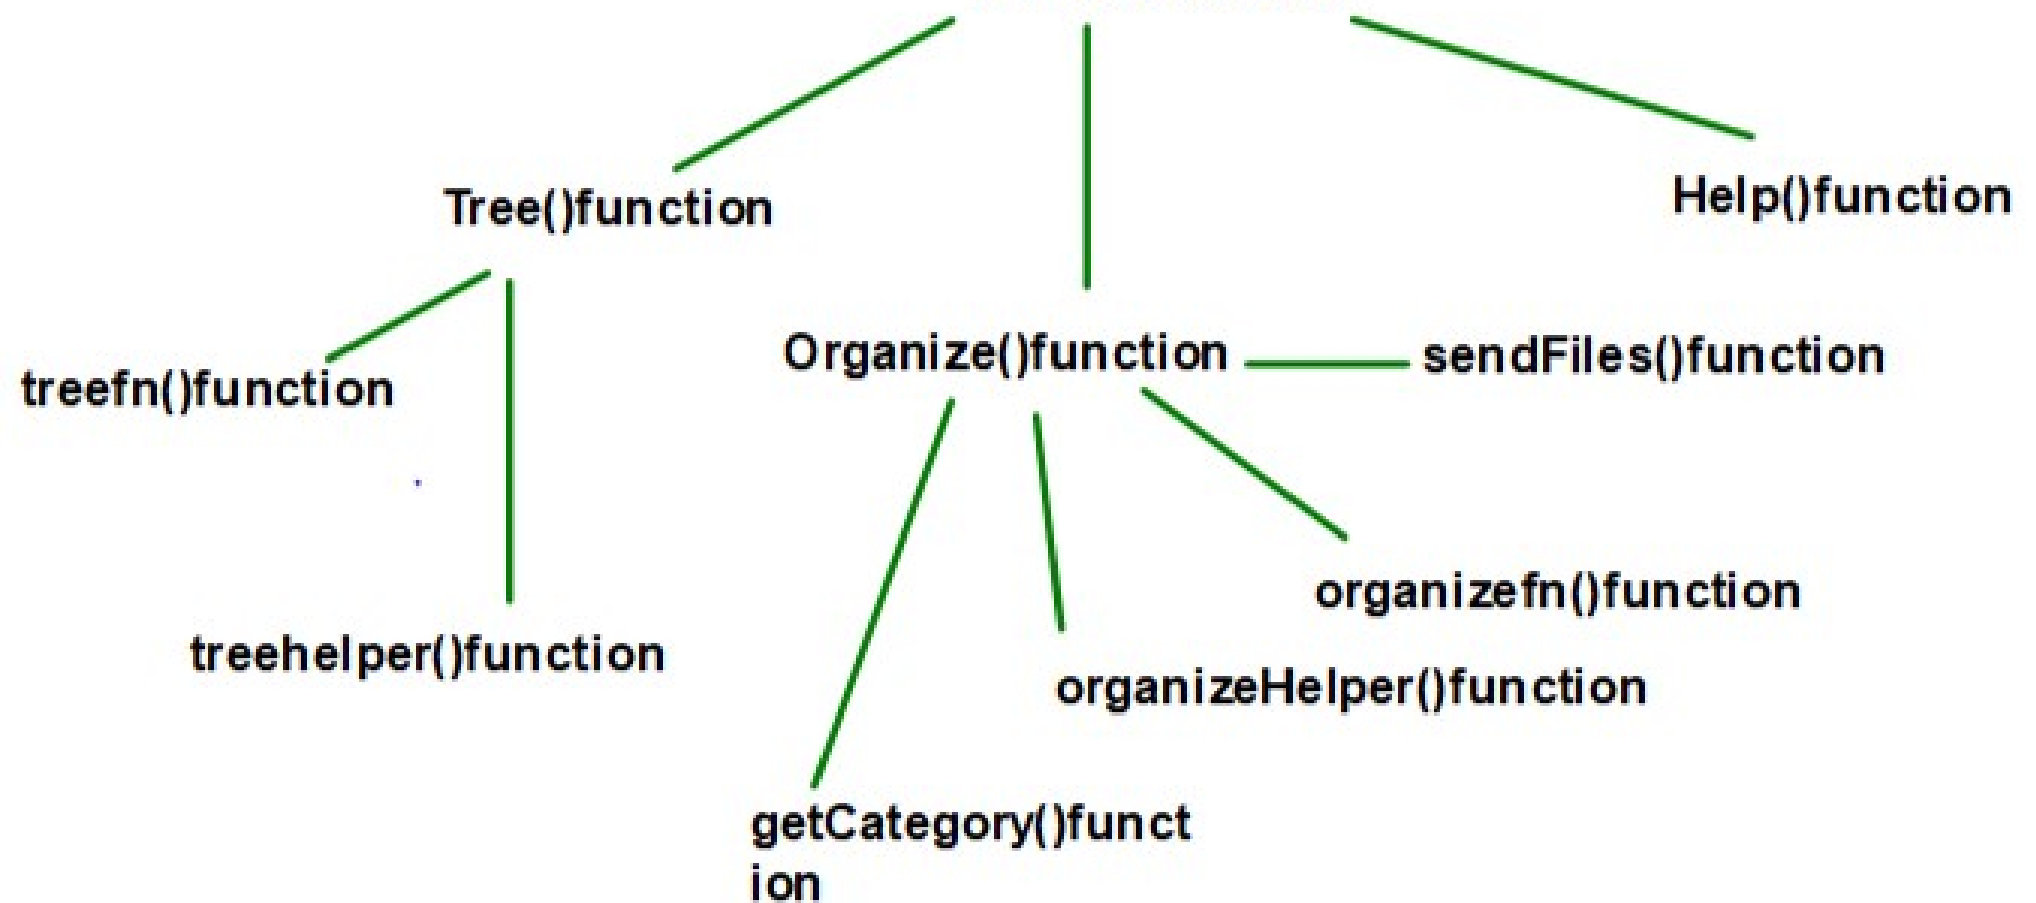 Tree()function
Help()function
Organize()function
sendFiles()function
treefn()function
organizefn()function
treehelper()function
organizeHelper()function
getCategory()funct
ion